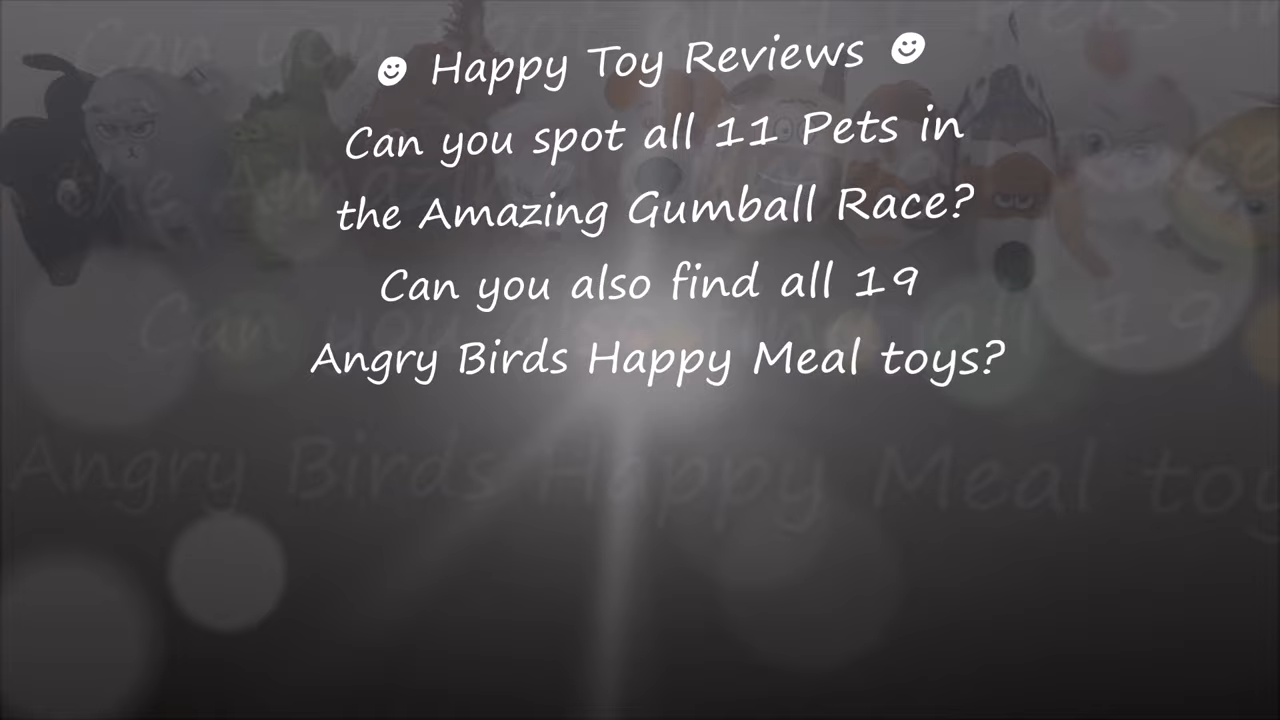 ☻ Happy Toy Reviews ☻
Can you spot all 11 Pets in
the Amazing Gumball Race?
Can you also find all 19
Angry Birds Happy Meal toys?